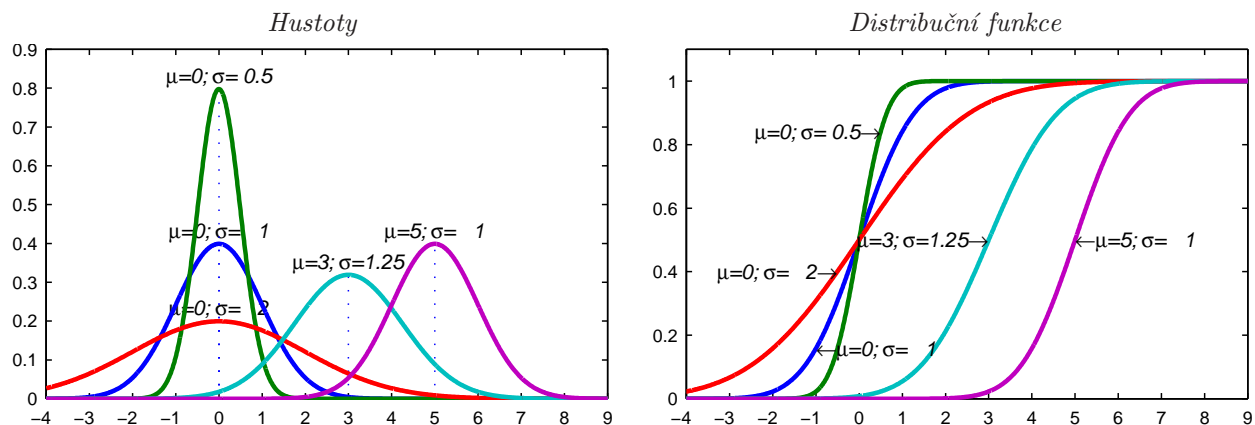 Hustoty
0.9
0.8
0.7
0.6
0.5
0.4
0.3
0.2
0.1
0
μ=0; σ= 0.5
μ=0; σ= 1
μ=5; σ= 1
μ=3; σ=1.25
μ=0; σ= 2
−4 −3 −2 −1 0 1 2 3 4 5 6 7 8 9
Distribuční funkce
1
0.8
0.6
0.4
0.2
0
μ=0; σ= 0.5
μ=3; σ=1.25
μ=5; σ= 1
μ=0; σ= 2
μ=0; σ= 1
−4 −3 −2 −1 0 1 2 3 4 5 6 7 8 9